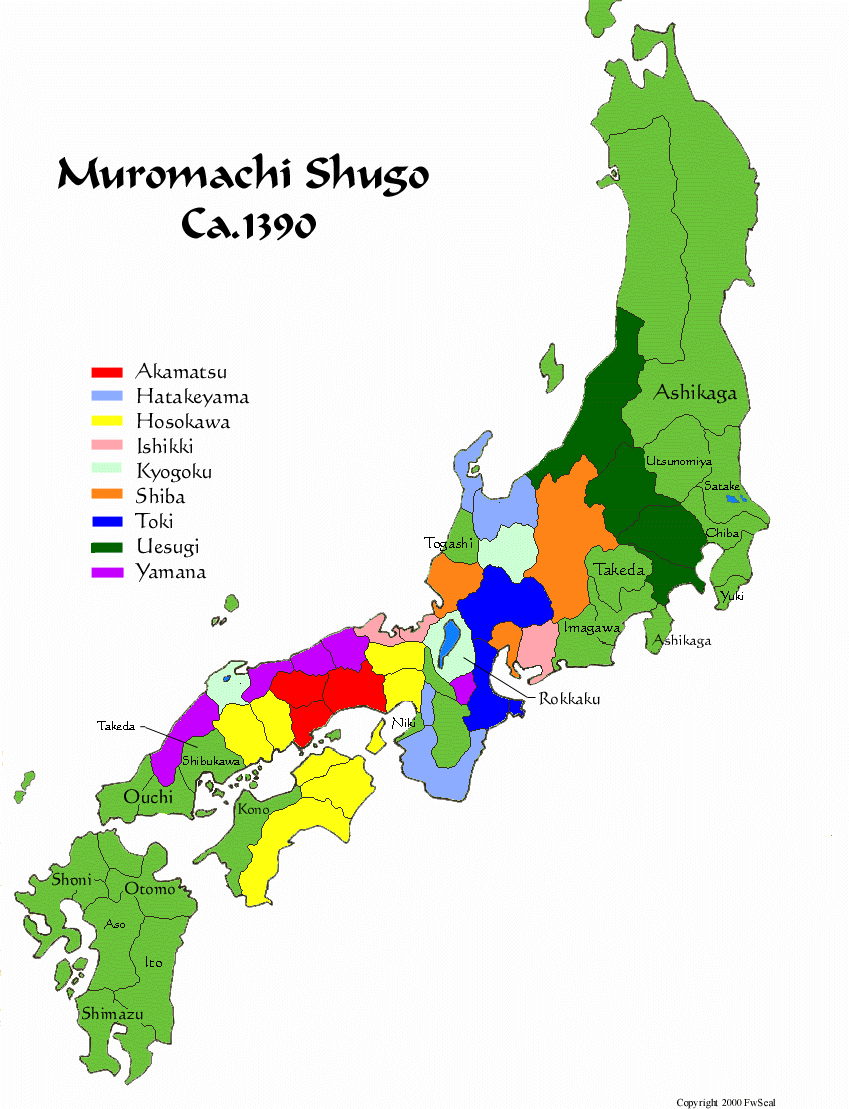 Muromachi Shugo
Ca.1390
Akamatsu
Hatakeyama
Hosokawa
Ishikki
Kyogoku
Shiba
Toki
Uesugi
Yamana
Ashikaga
Utsunomiya
Satake
Chiba
Togashi
Takeda
Yuki
Imagawa
Ashikaga
Rokkaku
Niki
Takeda
Shibukawa
Ouchi
Kono
Shoni
Otomo
Aso
Ito
Shimazu
Copyright 2000 FwSeal